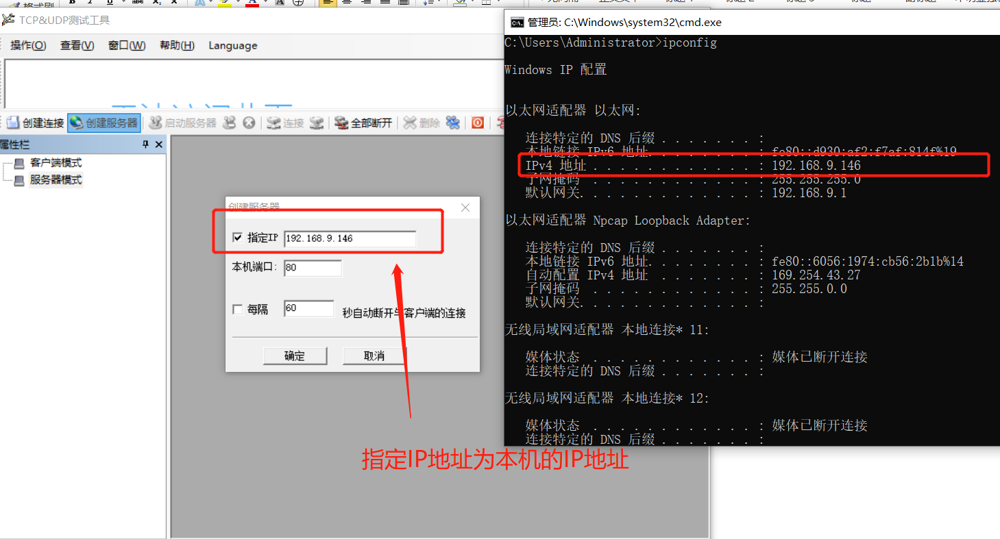 格式刷
TCP&UDP测试工具
操作(O) 查看(V) 窗口(W) 帮助(H) Language
创建连接 创建服务器 启动服务器 连接 全部断开 删除
属性栏
客户端模式
服务器模式
创建服务器
指定IP 192.168.9.146
本机端口: 80
每隔 60 秒自动断开与客户端的连接
确定 取消
指定IP地址为本机的IP地址
管理员: C:\Windows\system32\cmd.exe
C:\Users\Administrator>ipconfig
Windows IP 配置
以太网适配器 以太网:
连接特定的 DNS 后缀 . . . . . . . :
本地链接 IPv6 地址. . . . . . . . : fe80::d930:af2:f7af:814f%19
IPv4 地址 . . . . . . . . . . . . : 192.168.9.146
子网掩码 . . . . . . . . . . . . : 255.255.255.0
默认网关. . . . . . . . . . . . . : 192.168.9.1
以太网适配器 Npcap Loopback Adapter:
连接特定的 DNS 后缀 . . . . . . . :
本地链接 IPv6 地址. . . . . . . . : fe80::6056:1974:cb56:2b1b%14
自动配置 IPv4 地址 . . . . . . . : 169.254.43.27
子网掩码 . . . . . . . . . . . . : 255.255.0.0
默认网关. . . . . . . . . . . . . :
无线局域网适配器 本地连接* 11:
媒体状态 . . . . . . . . . . . . : 媒体已断开连接
连接特定的 DNS 后缀 . . . . . . . :
无线局域网适配器 本地连接* 12:
媒体状态 . . . . . . . . . . . . : 媒体已断开连接
连接特定的 DNS 后缀 . . . . . . . :